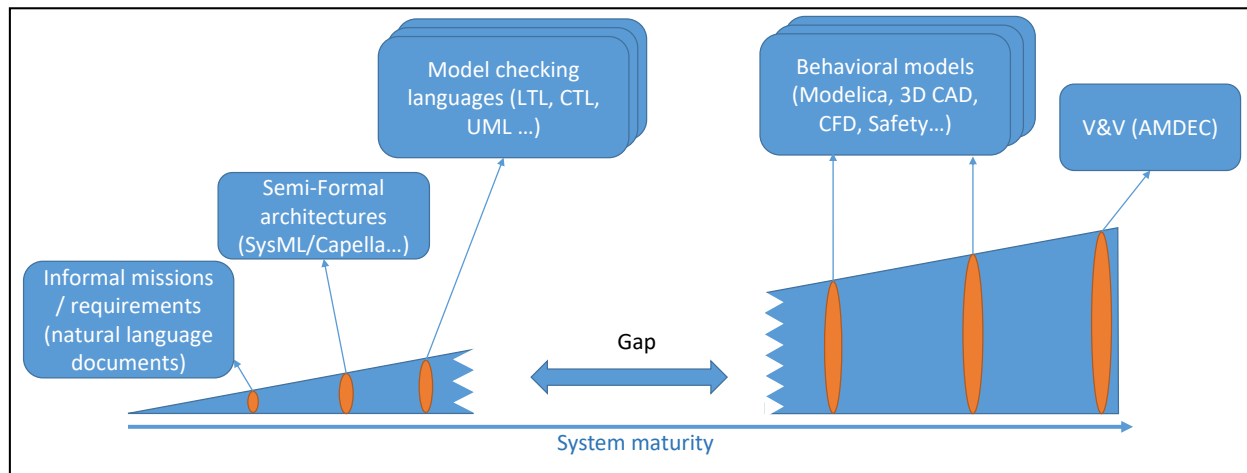 Model checking
languages (LTL, CTL,
UML ...)
Behavioral models
(Modelica, 3D CAD,
CFD, Safety...)
V&V (AMDEC)
Semi-Formal
architectures
(SysML/Capella...)
Informal missions
/ requirements
(natural language
documents)
Gap
System maturity